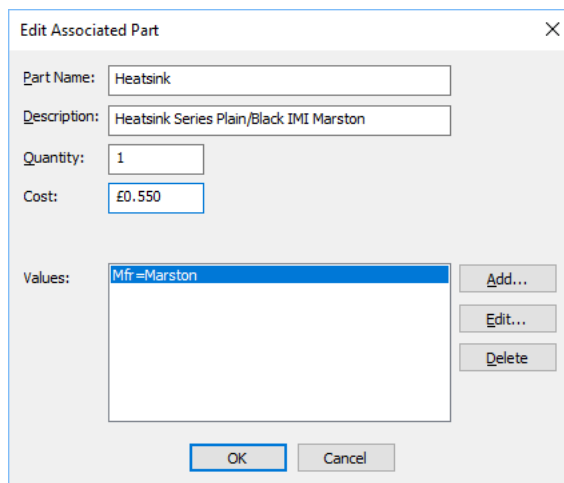 Edit Associated Part
Part Name: Heatsink
Description: Heatsink Series Plain/Black IMI Marston
Quantity: 1
Cost: £0.550
Values: Mfr=Marston
Add...
Edit...
Delete
OK Cancel